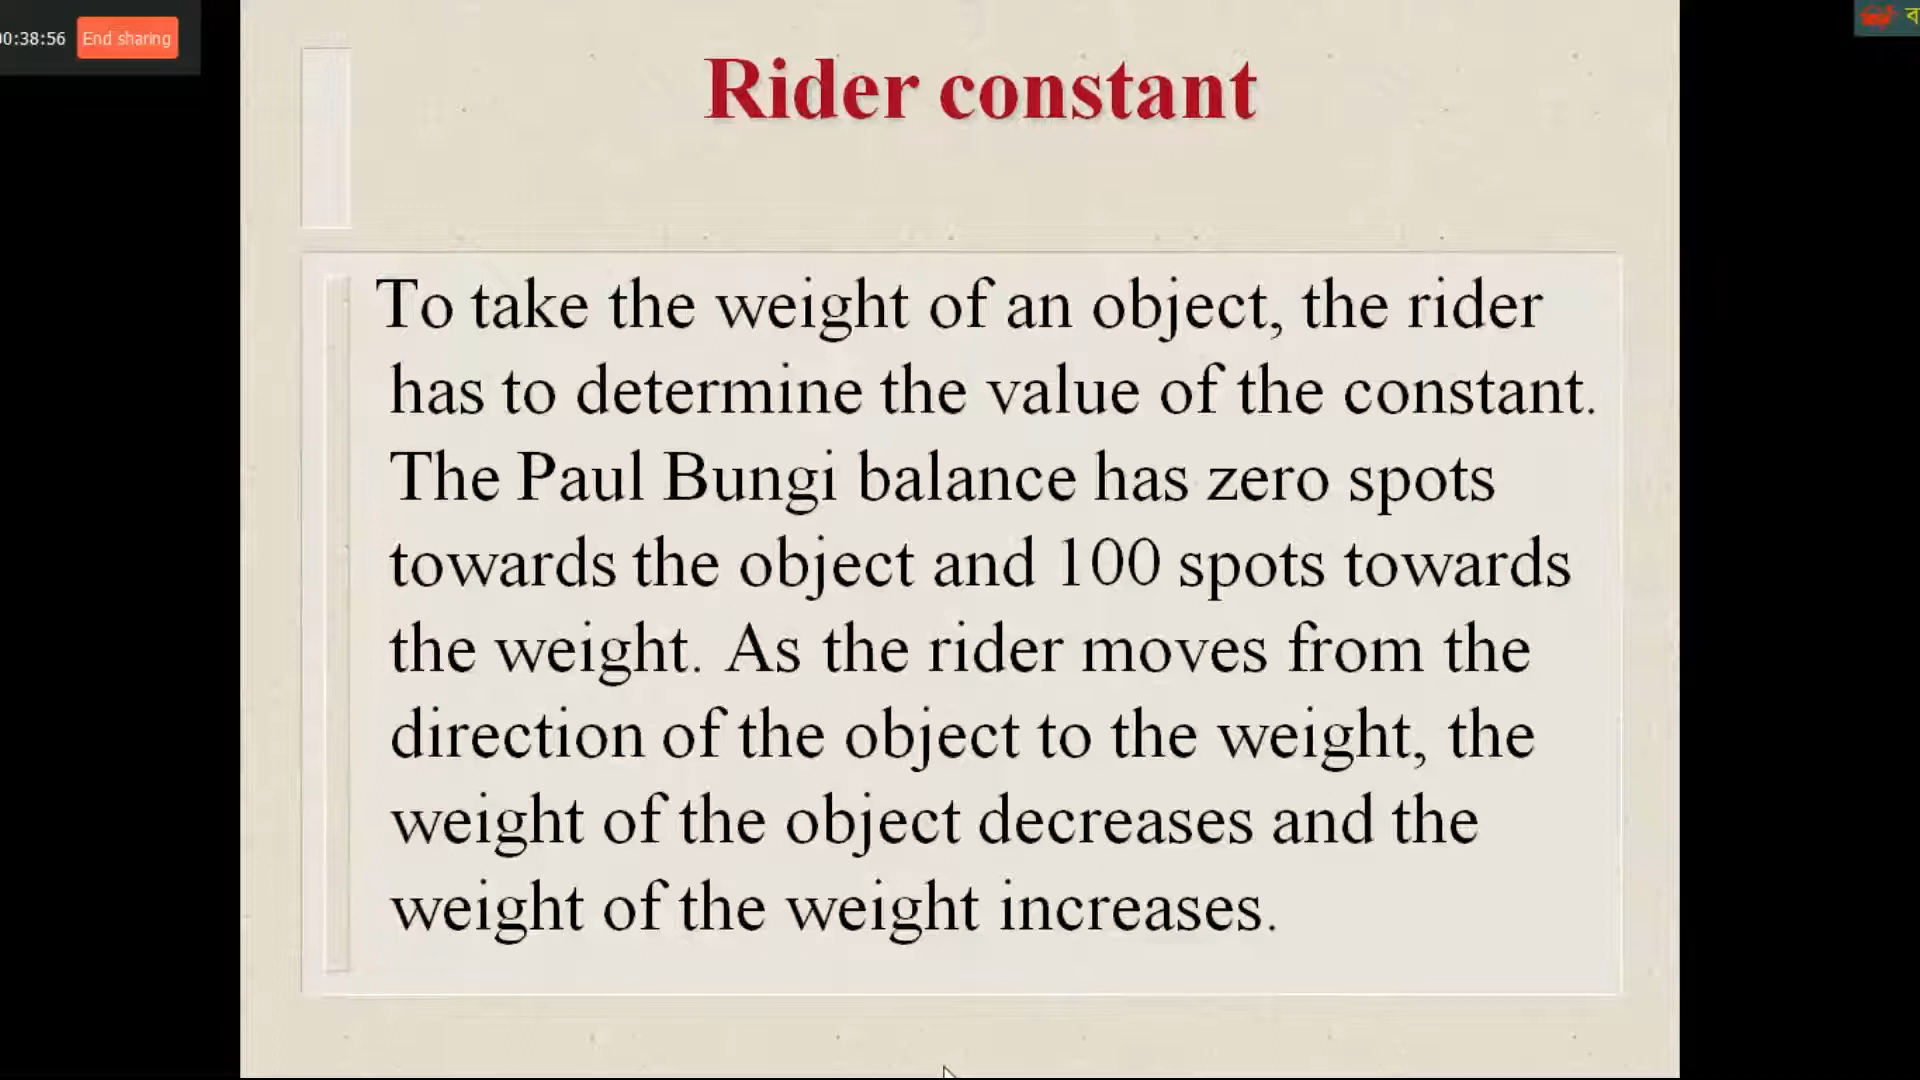 0:38:56 End sharing
ব
Rider constant
To take the weight of an object, the rider
has to determine the value of the constant.
The Paul Bungi balance has zero spots
towards the object and 100 spots towards
the weight. As the rider moves from the
direction of the object to the weight, the
weight of the object decreases and the
weight of the weight increases.